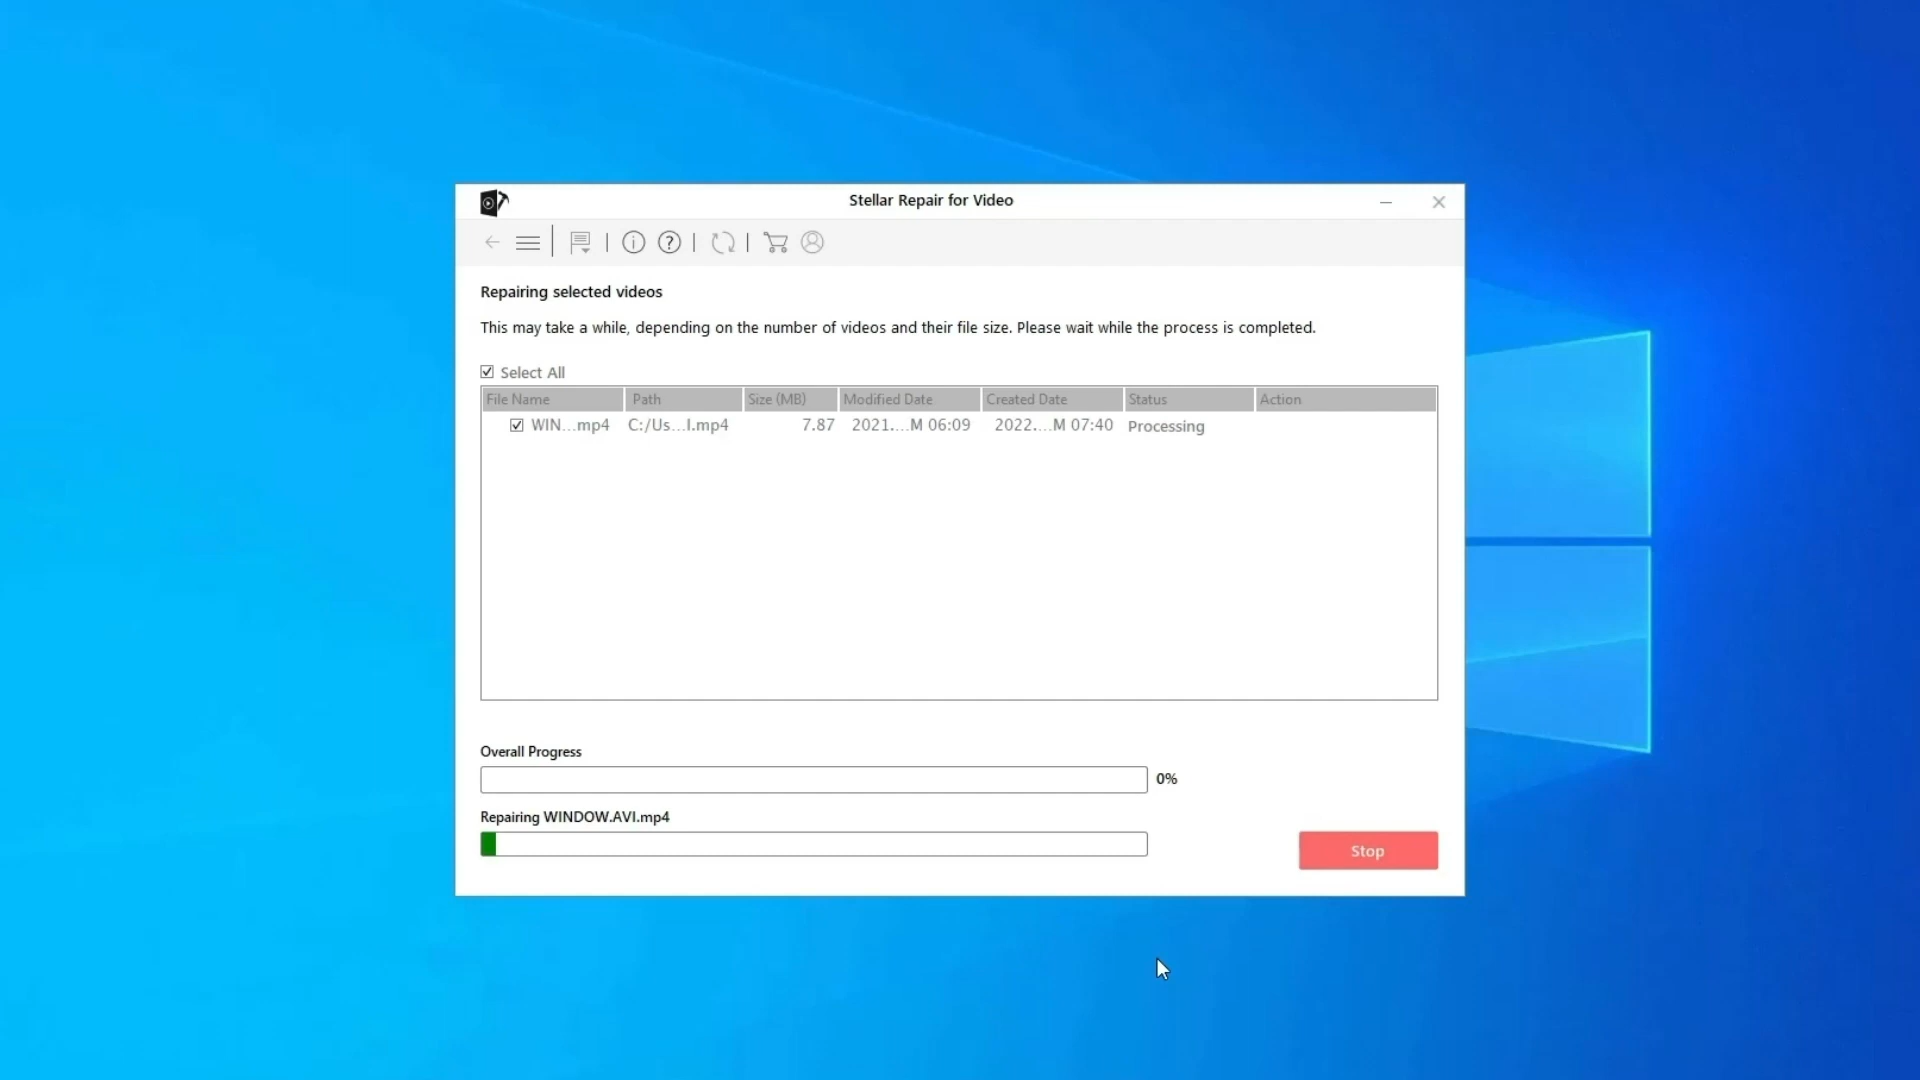 Stellar Repair for Video
Repairing selected videos
This may take a while, depending on the number of videos and their file size. Please wait while the process is completed.
Select All
File Name Path Size (MB) Modified Date Created Date Status Action
WIN...mp4 C:/Us...I.mp4 7.87 2021....M 06:09 2022....M 07:40 Processing
Overall Progress
0%
Repairing WINDOW.AVI.mp4
Stop